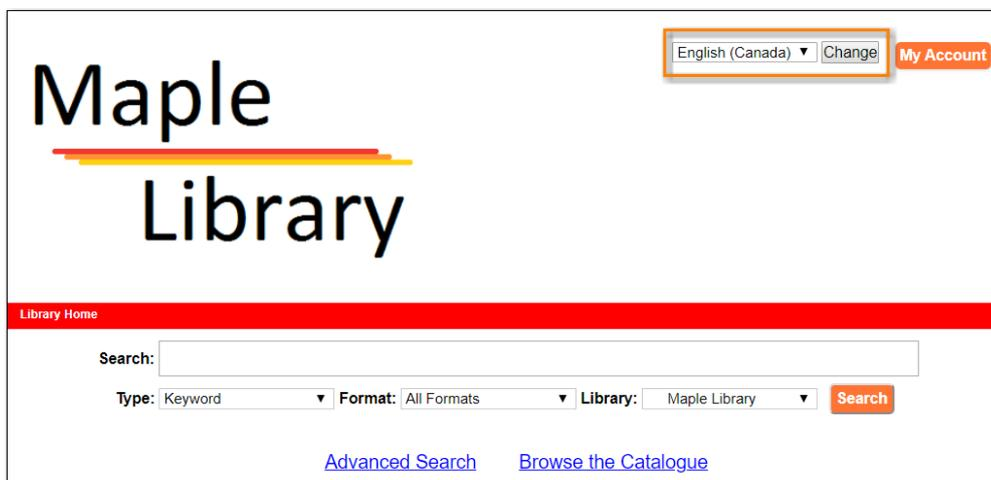 English (Canada) Change My Account
Maple
Library
Library Home
Search:
Type: Keyword Format: All Formats Library: Maple Library Search
Advanced Search Browse the Catalogue